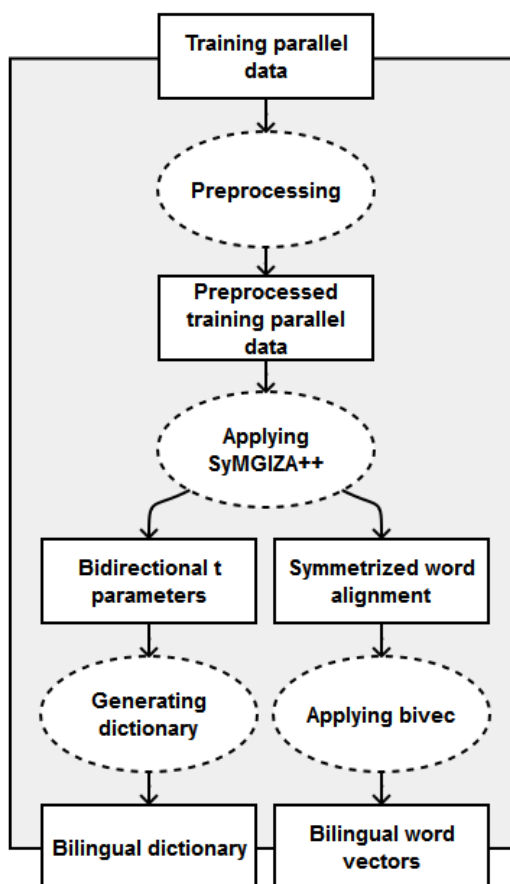 Training parallel
data
Preprocessing
Preprocessed
training parallel
data
Applying
SyMGIZA++
Bidirectional t
parameters
Symmetrized word
alignment
Generating
dictionary
Applying bivec
Bilingual dictionary
Bilingual word
vectors